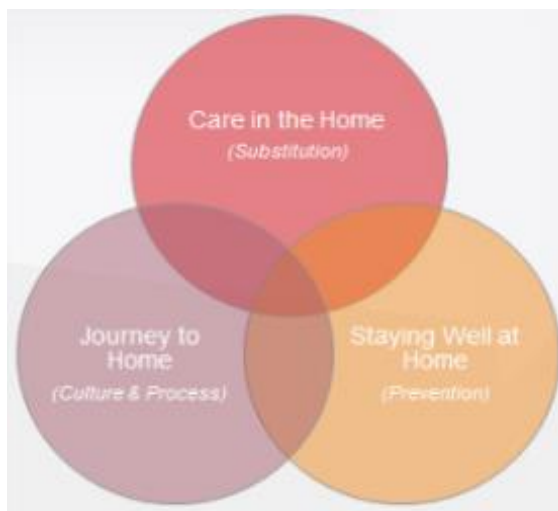 Care in the Home
(Substitution)
Journey to
Home
(Culture & Process)
Staying Well at
Home
(Prevention)